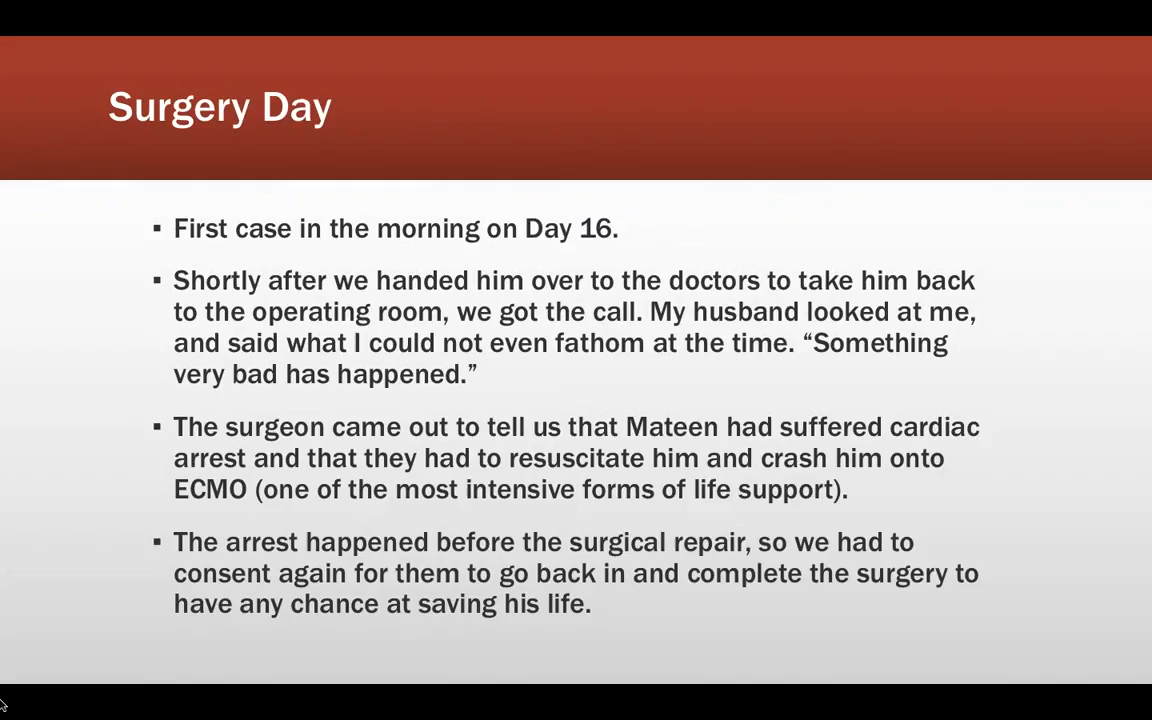 Surgery Day
▪ First case in the morning on Day 16.
▪ Shortly after we handed him over to the doctors to take him back
to the operating room, we got the call. My husband looked at me,
and said what I could not even fathom at the time. “Something
very bad has happened.”
▪ The surgeon came out to tell us that Mateen had suffered cardiac
arrest and that they had to resuscitate him and crash him onto
ECMO (one of the most intensive forms of life support).
▪ The arrest happened before the surgical repair, so we had to
consent again for them to go back in and complete the surgery to
have any chance at saving his life.